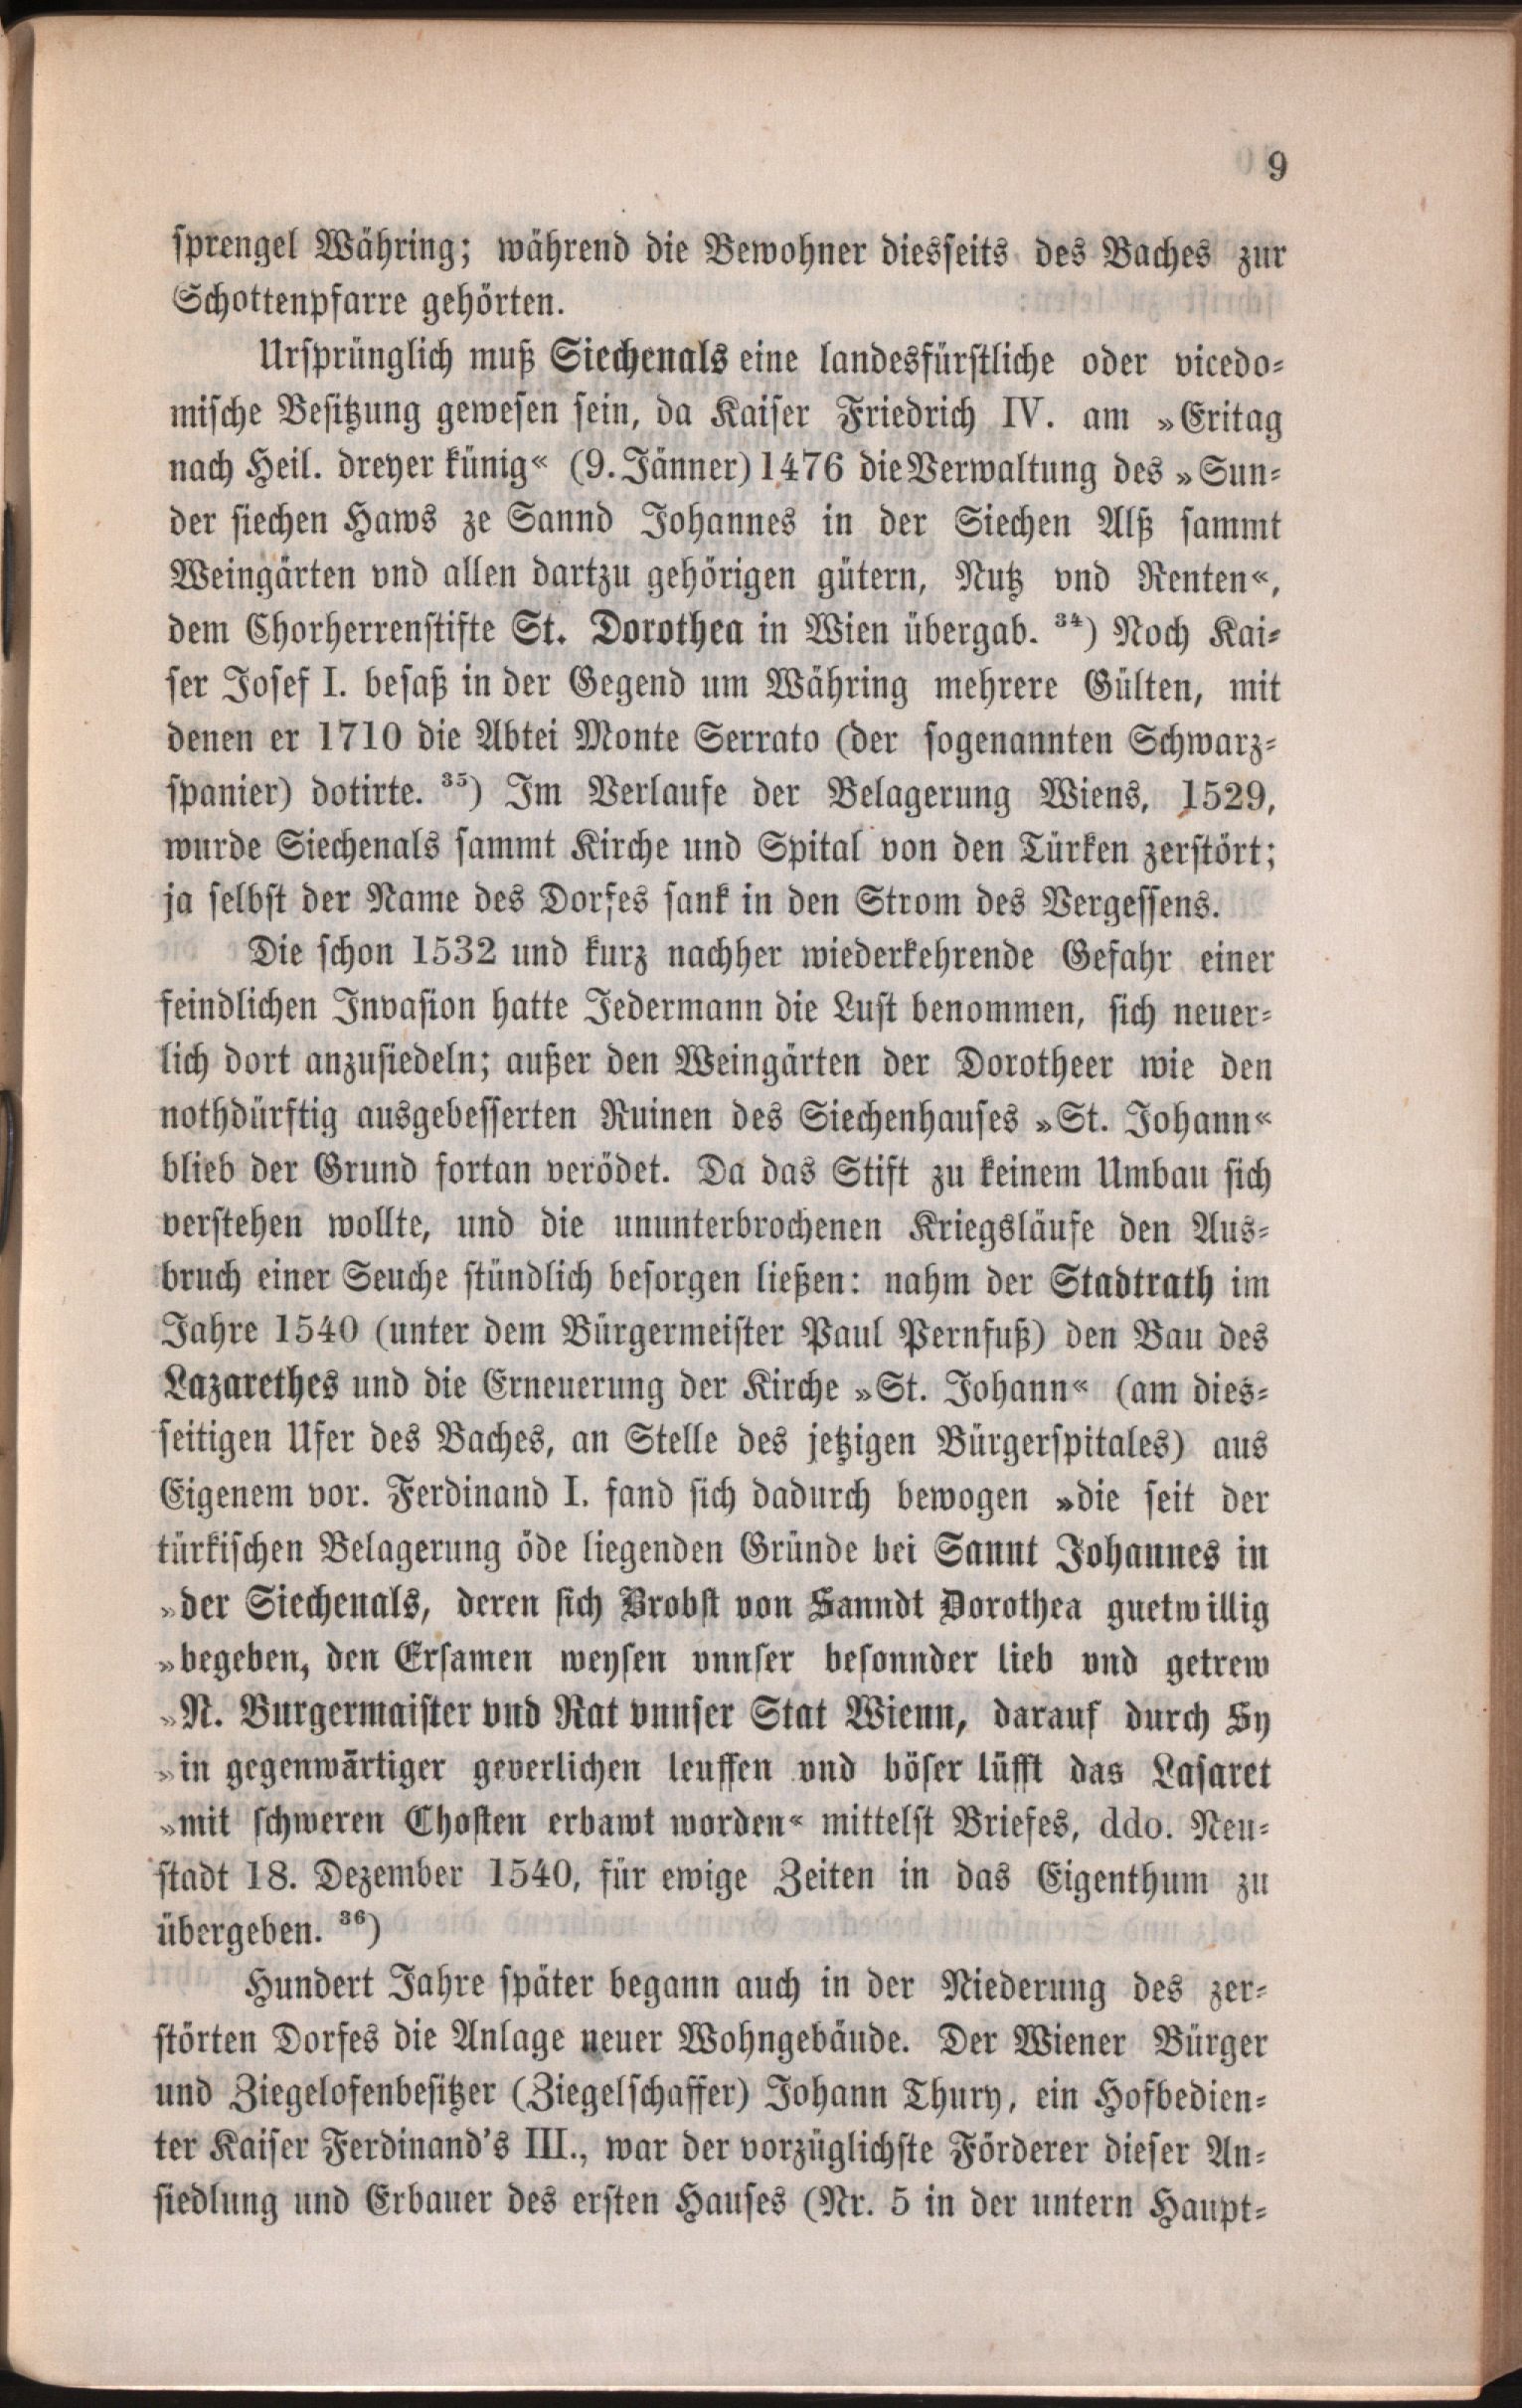 9
sprengel Währing; während die Bewohner diesseits des Baches zur
Schottenpfarre gehörten.
Ursprünglich muß Siechenals eine landesfürstliche oder vicedo-
mische Besitzung gewesen sein, da Kaiser Friedrich IV. am »Eritag
nach Heil. dreyer künig« (9. Jänner) 1476 die Verwaltung des »Sun-
der siechen Haws ze Sannd Johannes in der Siechen Alß sammt
Weingärten vnd allen dartzu gehörigen gütern, Nutz vnd Renten«,
dem Chorherrenstifte St. Dorothea in Wien übergab. ³⁴) Noch Kai-
ser Josef I. besaß in der Gegend um Währing mehrere Gülten, mit
denen er 1710 die Abtei Monte Serrato (der sogenannten Schwarz-
spanier) dotirte. ³⁵) Im Verlaufe der Belagerung Wiens, 1529,
wurde Siechenals sammt Kirche und Spital von den Türken zerstört;
ja selbst der Name des Dorfes sank in den Strom des Vergessens.
Die schon 1532 und kurz nachher wiederkehrende Gefahr einer
feindlichen Invasion hatte Jedermann die Lust benommen, sich neuer-
lich dort anzusiedeln; außer den Weingärten der Dorotheer wie den
nothdürftig ausgebesserten Ruinen des Siechenhauses »St. Johann«
blieb der Grund fortan verödet. Da das Stift zu keinem Umbau sich
verstehen wollte, und die ununterbrochenen Kriegsläufe den Aus-
bruch einer Seuche stündlich besorgen ließen: nahm der Stadtrath im
Jahre 1540 (unter dem Bürgermeister Paul Pernfuß) den Bau des
Lazarethes und die Erneuerung der Kirche »St. Johann« (am dies-
seitigen Ufer des Baches, an Stelle des jetzigen Bürgerspitales) aus
Eigenem vor. Ferdinand I. fand sich dadurch bewogen »die seit der
türkischen Belagerung öde liegenden Gründe bei Sannt Johannes in
»der Siechenals, deren sich Brobst von Sanndt Dorothea guetwillig
»begeben, den Ersamen weysen vnnser besonnder lieb vnd getrew
»N. Burgermaister vnd Rat vnnser Stat Wienn, darauf durch Sy
»in gegenwärtiger geverlichen leuffen vnd böser lüfft das Lasaret
»mit schweren Chosten erbawt worden« mittelst Briefes, ddo. Neu-
stadt 18. Dezember 1540, für ewige Zeiten in das Eigenthum zu
übergeben. ³⁶)
Hundert Jahre später begann auch in der Niederung des zer-
störten Dorfes die Anlage neuer Wohngebäude. Der Wiener Bürger
und Ziegelofenbesitzer (Ziegelschaffer) Johann Thury, ein Hofbedien-
ter Kaiser Ferdinand's III., war der vorzüglichste Förderer dieser An-
siedlung und Erbauer des ersten Hauses (Nr. 5 in der untern Haupt-